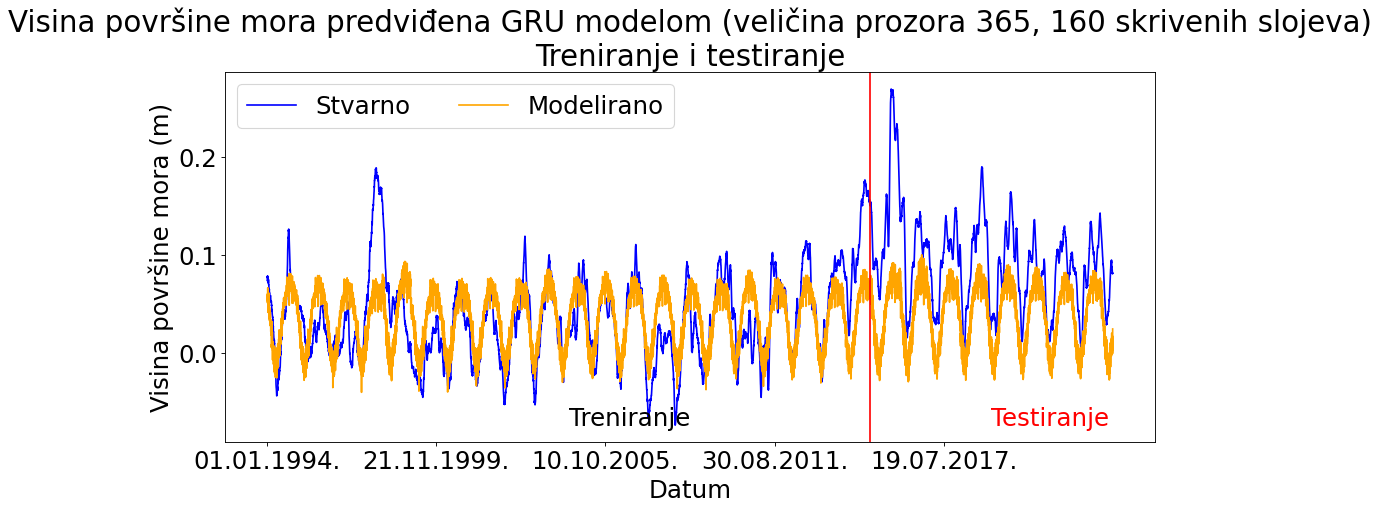 Visina površine mora predviđena GRU modelom (veličina prozora 365, 160 skrivenih slojeva)
Treniranje i testiranje
Stvarno
Modelirano
Visina površine mora (m)
0.2
0.1
0.0
Treniranje
Testiranje
01.01.1994.
21.11.1999.
10.10.2005.
30.08.2011.
19.07.2017.
Datum